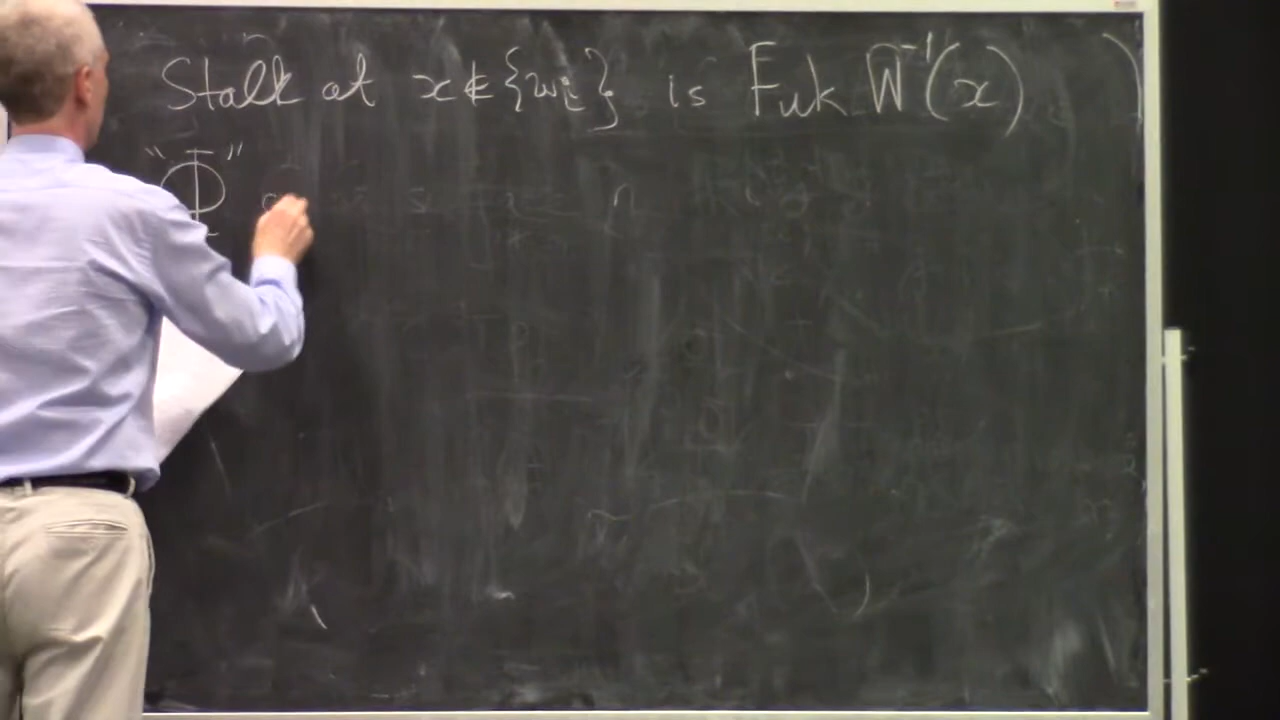 Stalk at x ∉ {wᵢ} is Fuk W⁻¹(x) )
"Φ"